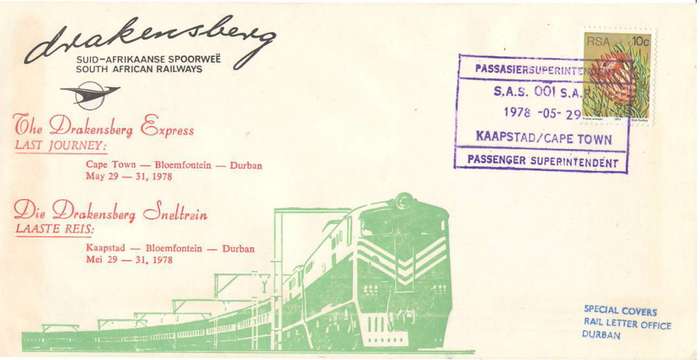 drakensberg
SUID-AFRIKAANSE SPOORWEË
SOUTH AFRICAN RAILWAYS
The Drakensberg Express
LAST JOURNEY:
Cape Town — Bloemfontein — Durban
May 29 — 31, 1978
Die Drakensberg Sneltrein
LAASTE REIS:
Kaapstad — Bloemfontein — Durban
Mei 29 — 31, 1978
RSA 10c
S.A.S. 001 S.A.R.
1978 -05- 29
KAAPSTAD/CAPE TOWN
PASSENGER SUPERINTENDENT
SPECIAL COVERS
RAIL LETTER OFFICE
DURBAN